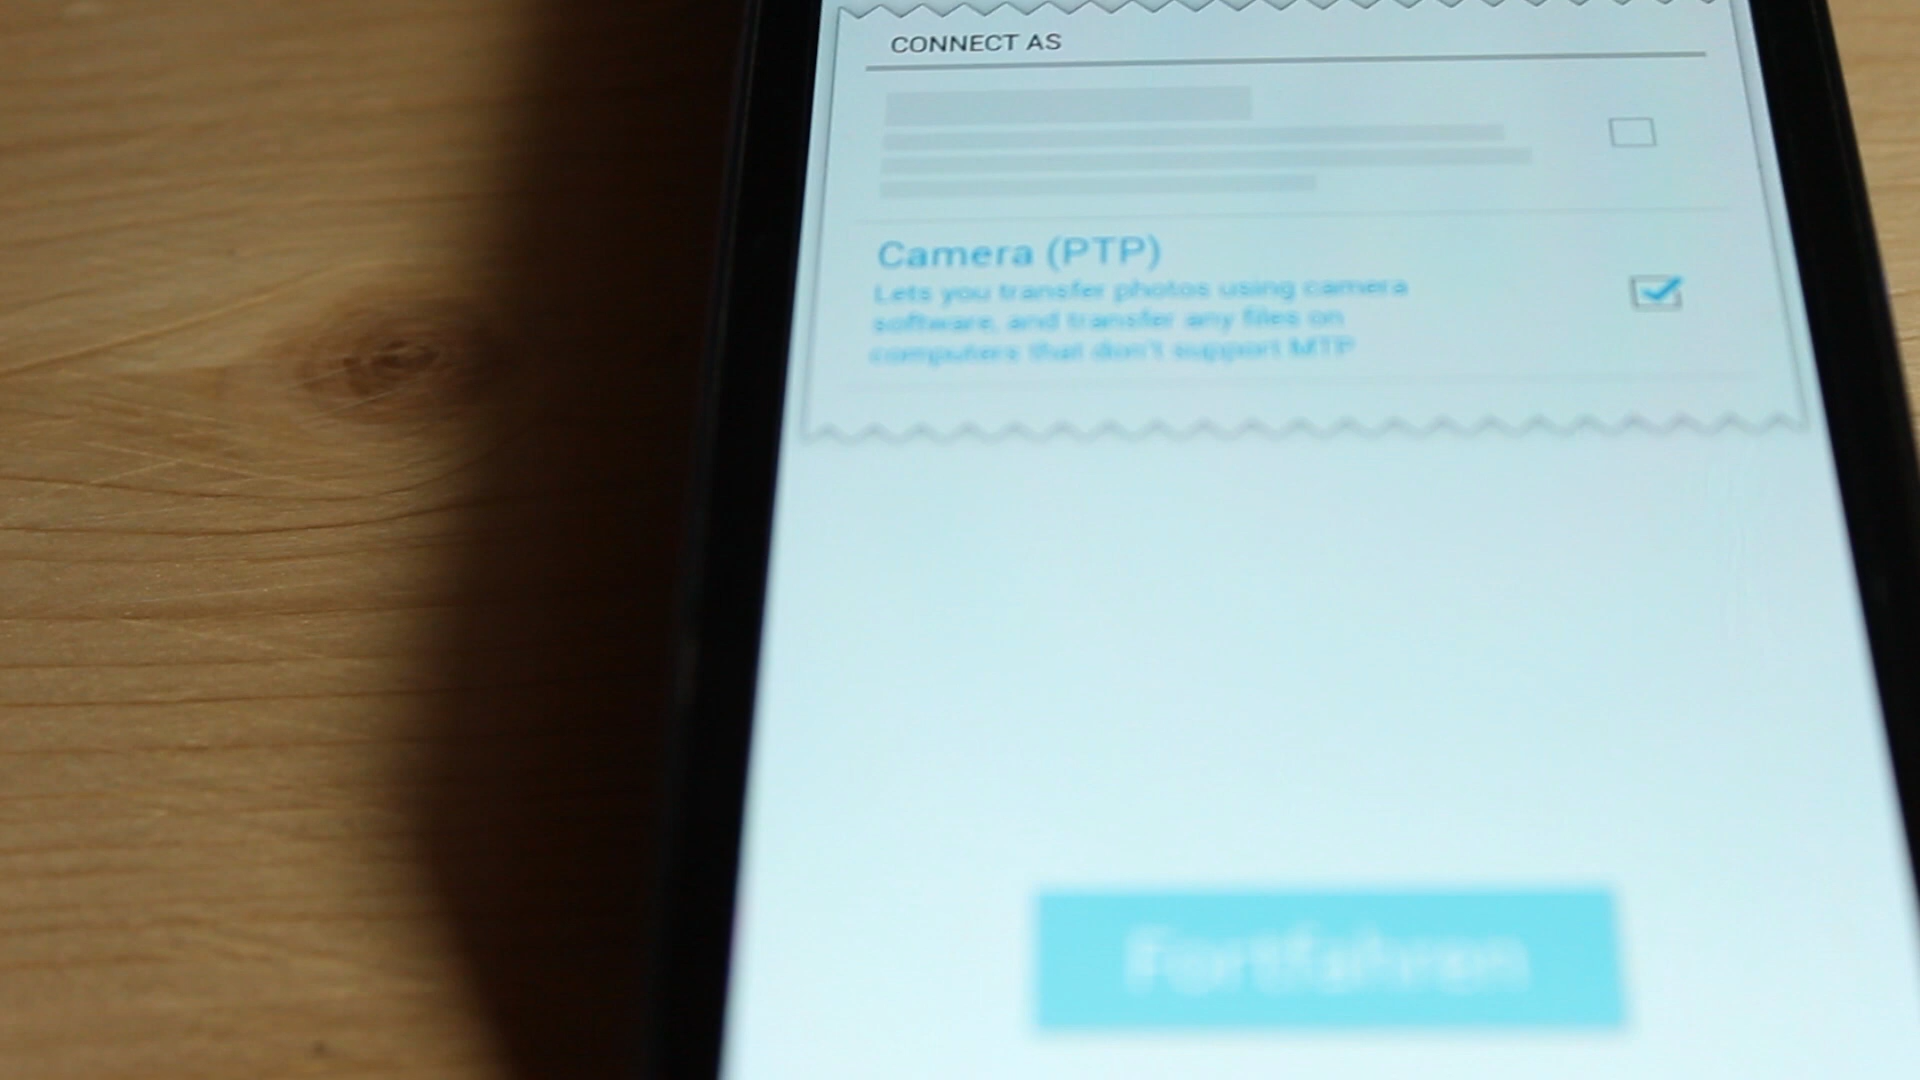 CONNECT AS
Camera (PTP)
Lets you transfer photos using camera
software, and transfer any files on
computers that don't support MTP
Fortfahren